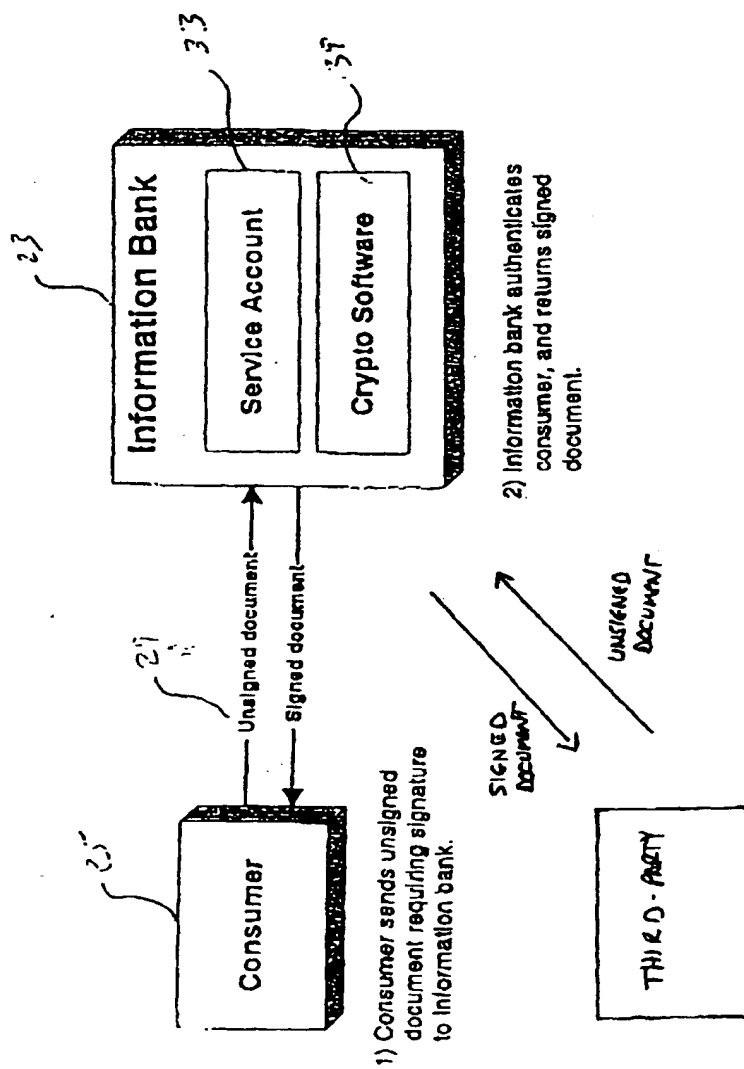 23
Information Bank
Service Account
33
Crypto Software
25
Consumer
Unsigned document
Signed document
1) Consumer sends unsigned
document requiring signature
to Information bank.
2) Information bank authenticates
consumer, and returns signed
document.
SIGNED
DOCUMENT
UNSIGNED
DOCUMENT
THIRD-PARTY